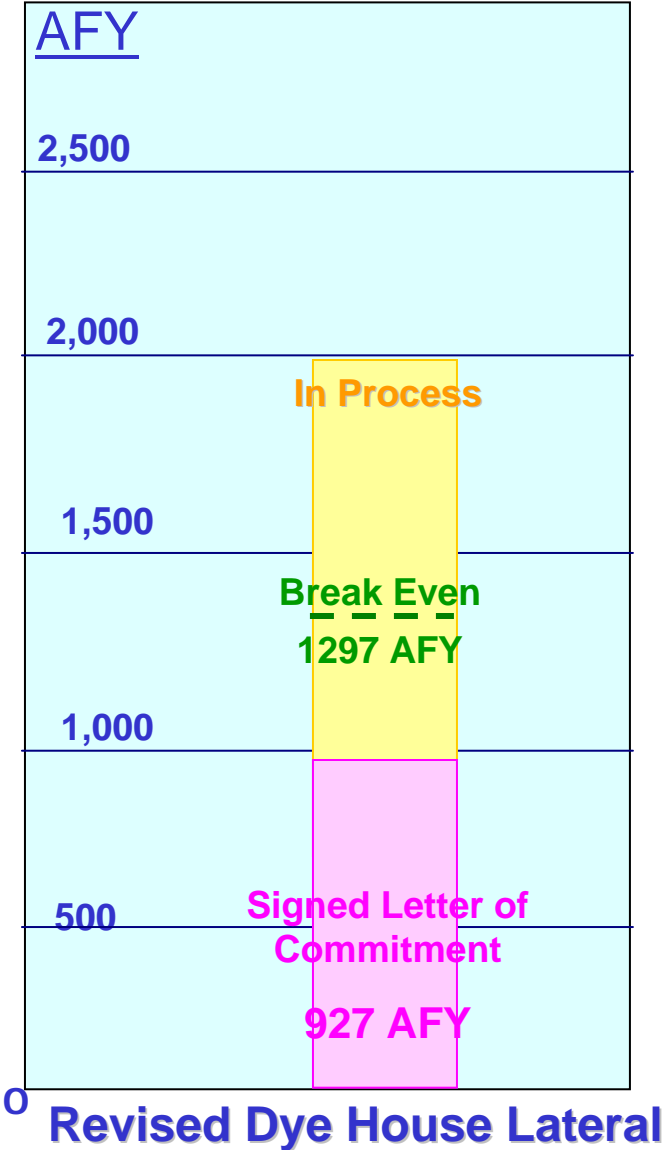 AFY
2,500
2,000
In Process
1,500
Break Even
1297 AFY
1,000
Signed Letter of
500
Commitment
927 AFY
0
Revised Dye House Lateral